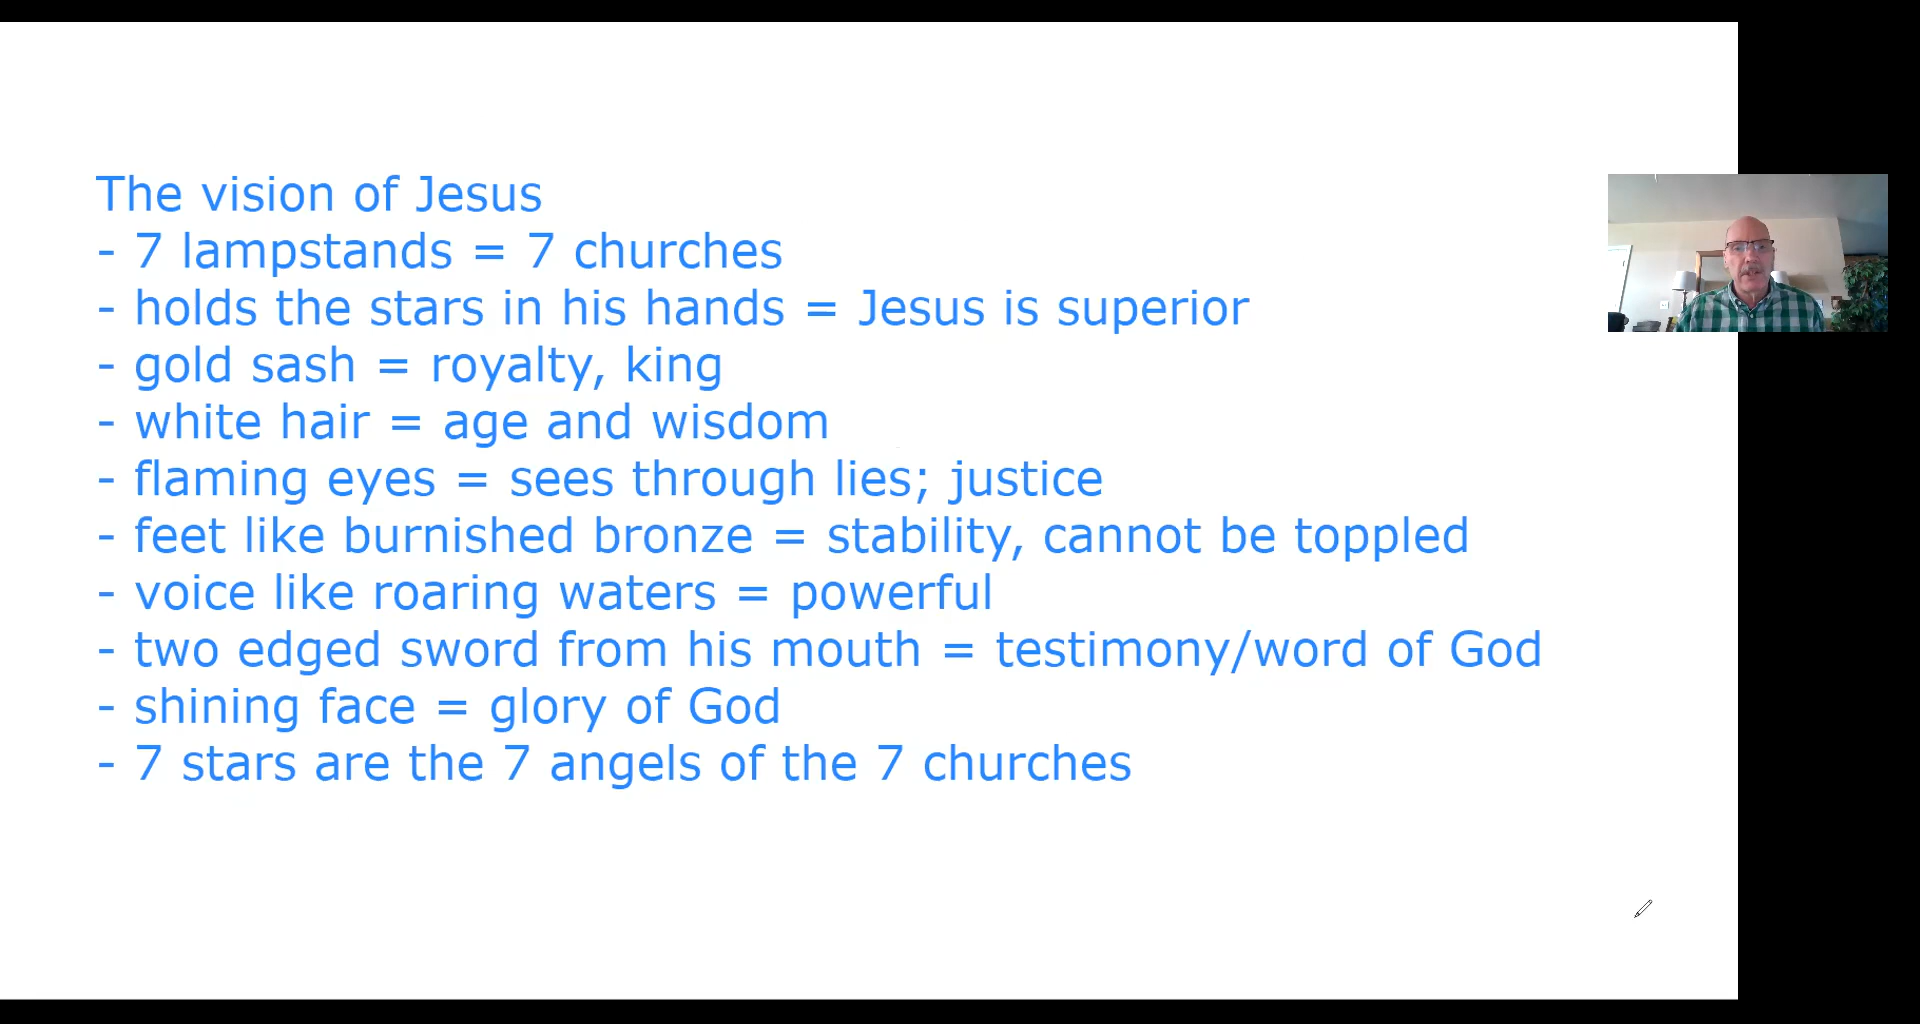 The vision of Jesus
- 7 lampstands = 7 churches
- holds the stars in his hands = Jesus is superior
- gold sash = royalty, king
- white hair = age and wisdom
- flaming eyes = sees through lies; justice
- feet like burnished bronze = stability, cannot be toppled
- voice like roaring waters = powerful
- two edged sword from his mouth = testimony/word of God
- shining face = glory of God
- 7 stars are the 7 angels of the 7 churches